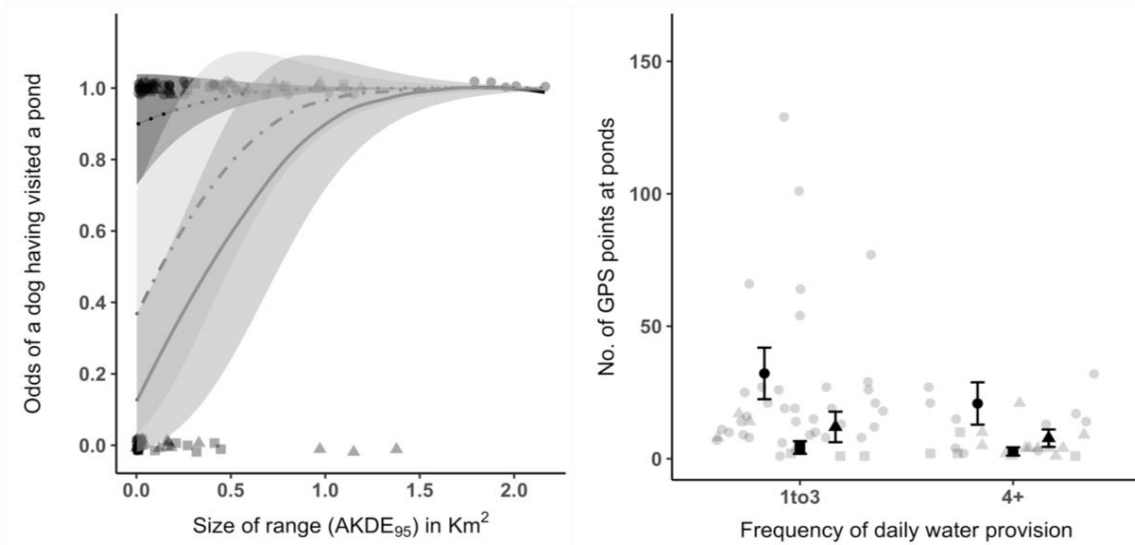 Odds of a dog having visited a pond
1.0
0.8
0.6
0.4
0.2
0.0
0.0 0.5 1.0 1.5 2.0
Size of range (AKDE95) in Km2
No. of GPS points at ponds
150
100
50
0
1to3 4+
Frequency of daily water provision